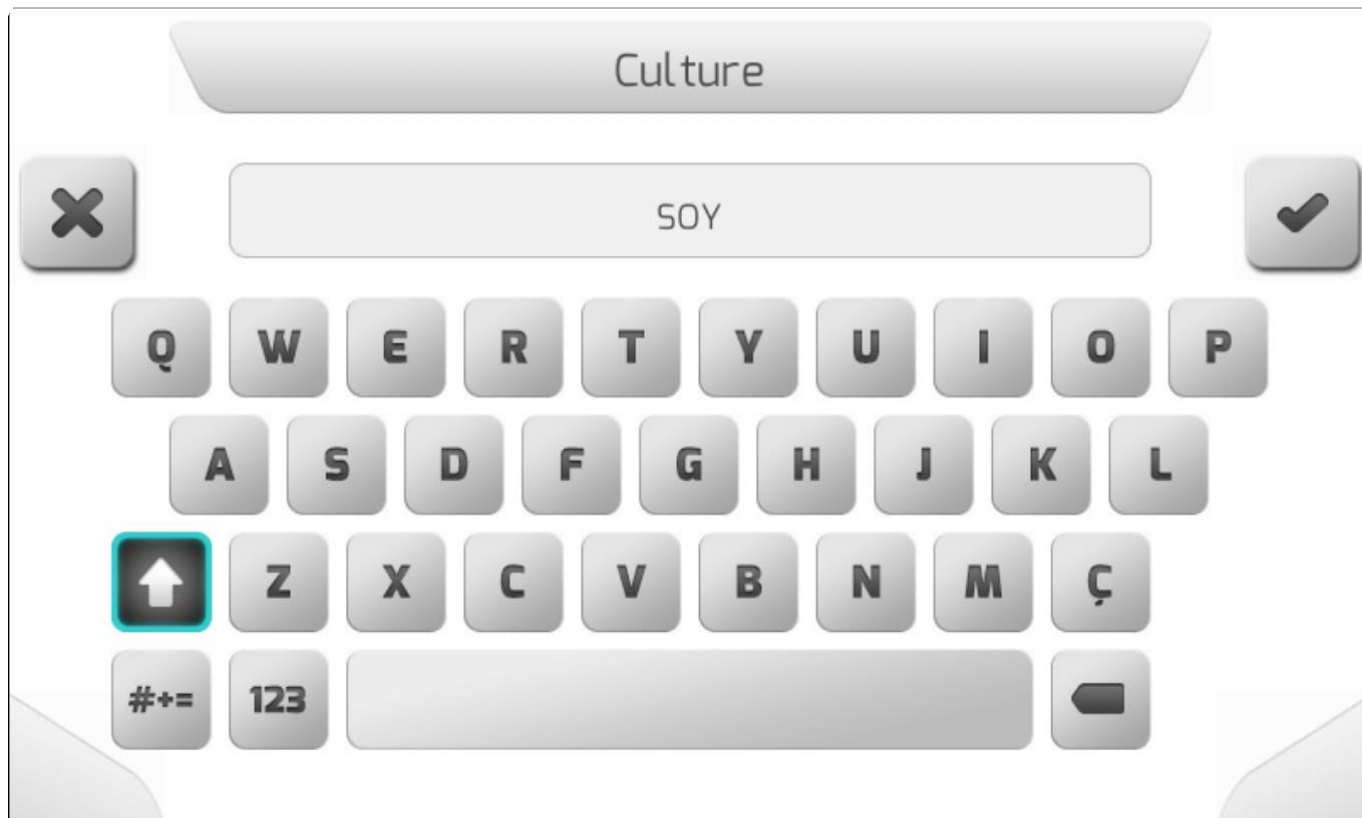 Culture
SOY
Q W E R T Y U I O P
A S D F G H J K L
Z X C V B N M Ç
#+= 123